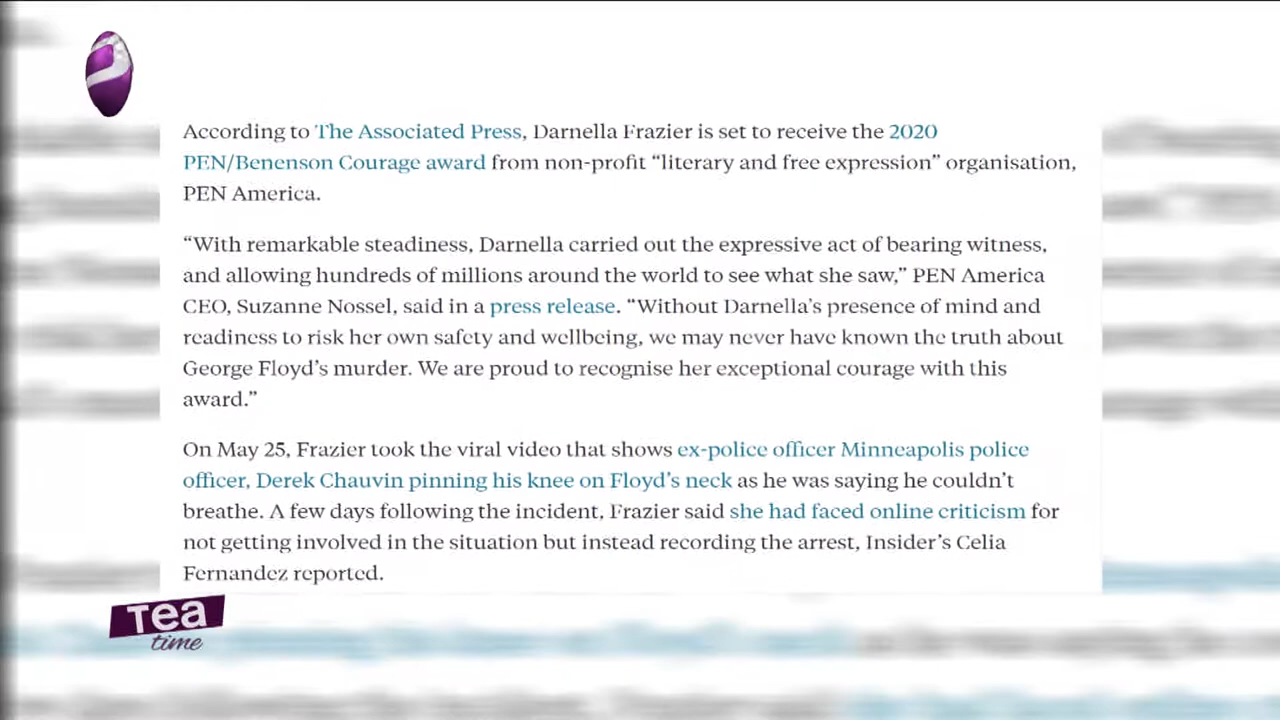 According to The Associated Press, Darnella Frazier is set to receive the 2020
PEN/Benenson Courage award from non-profit “literary and free expression” organisation,
PEN America.
“With remarkable steadiness, Darnella carried out the expressive act of bearing witness,
and allowing hundreds of millions around the world to see what she saw,” PEN America
CEO, Suzanne Nossel, said in a press release. “Without Darnella’s presence of mind and
readiness to risk her own safety and wellbeing, we may never have known the truth about
George Floyd’s murder. We are proud to recognise her exceptional courage with this
award.”
On May 25, Frazier took the viral video that shows ex-police officer Minneapolis police
officer, Derek Chauvin pinning his knee on Floyd’s neck as he was saying he couldn’t
breathe. A few days following the incident, Frazier said she had faced online criticism for
not getting involved in the situation but instead recording the arrest, Insider’s Celia
Fernandez reported.
Tea
time